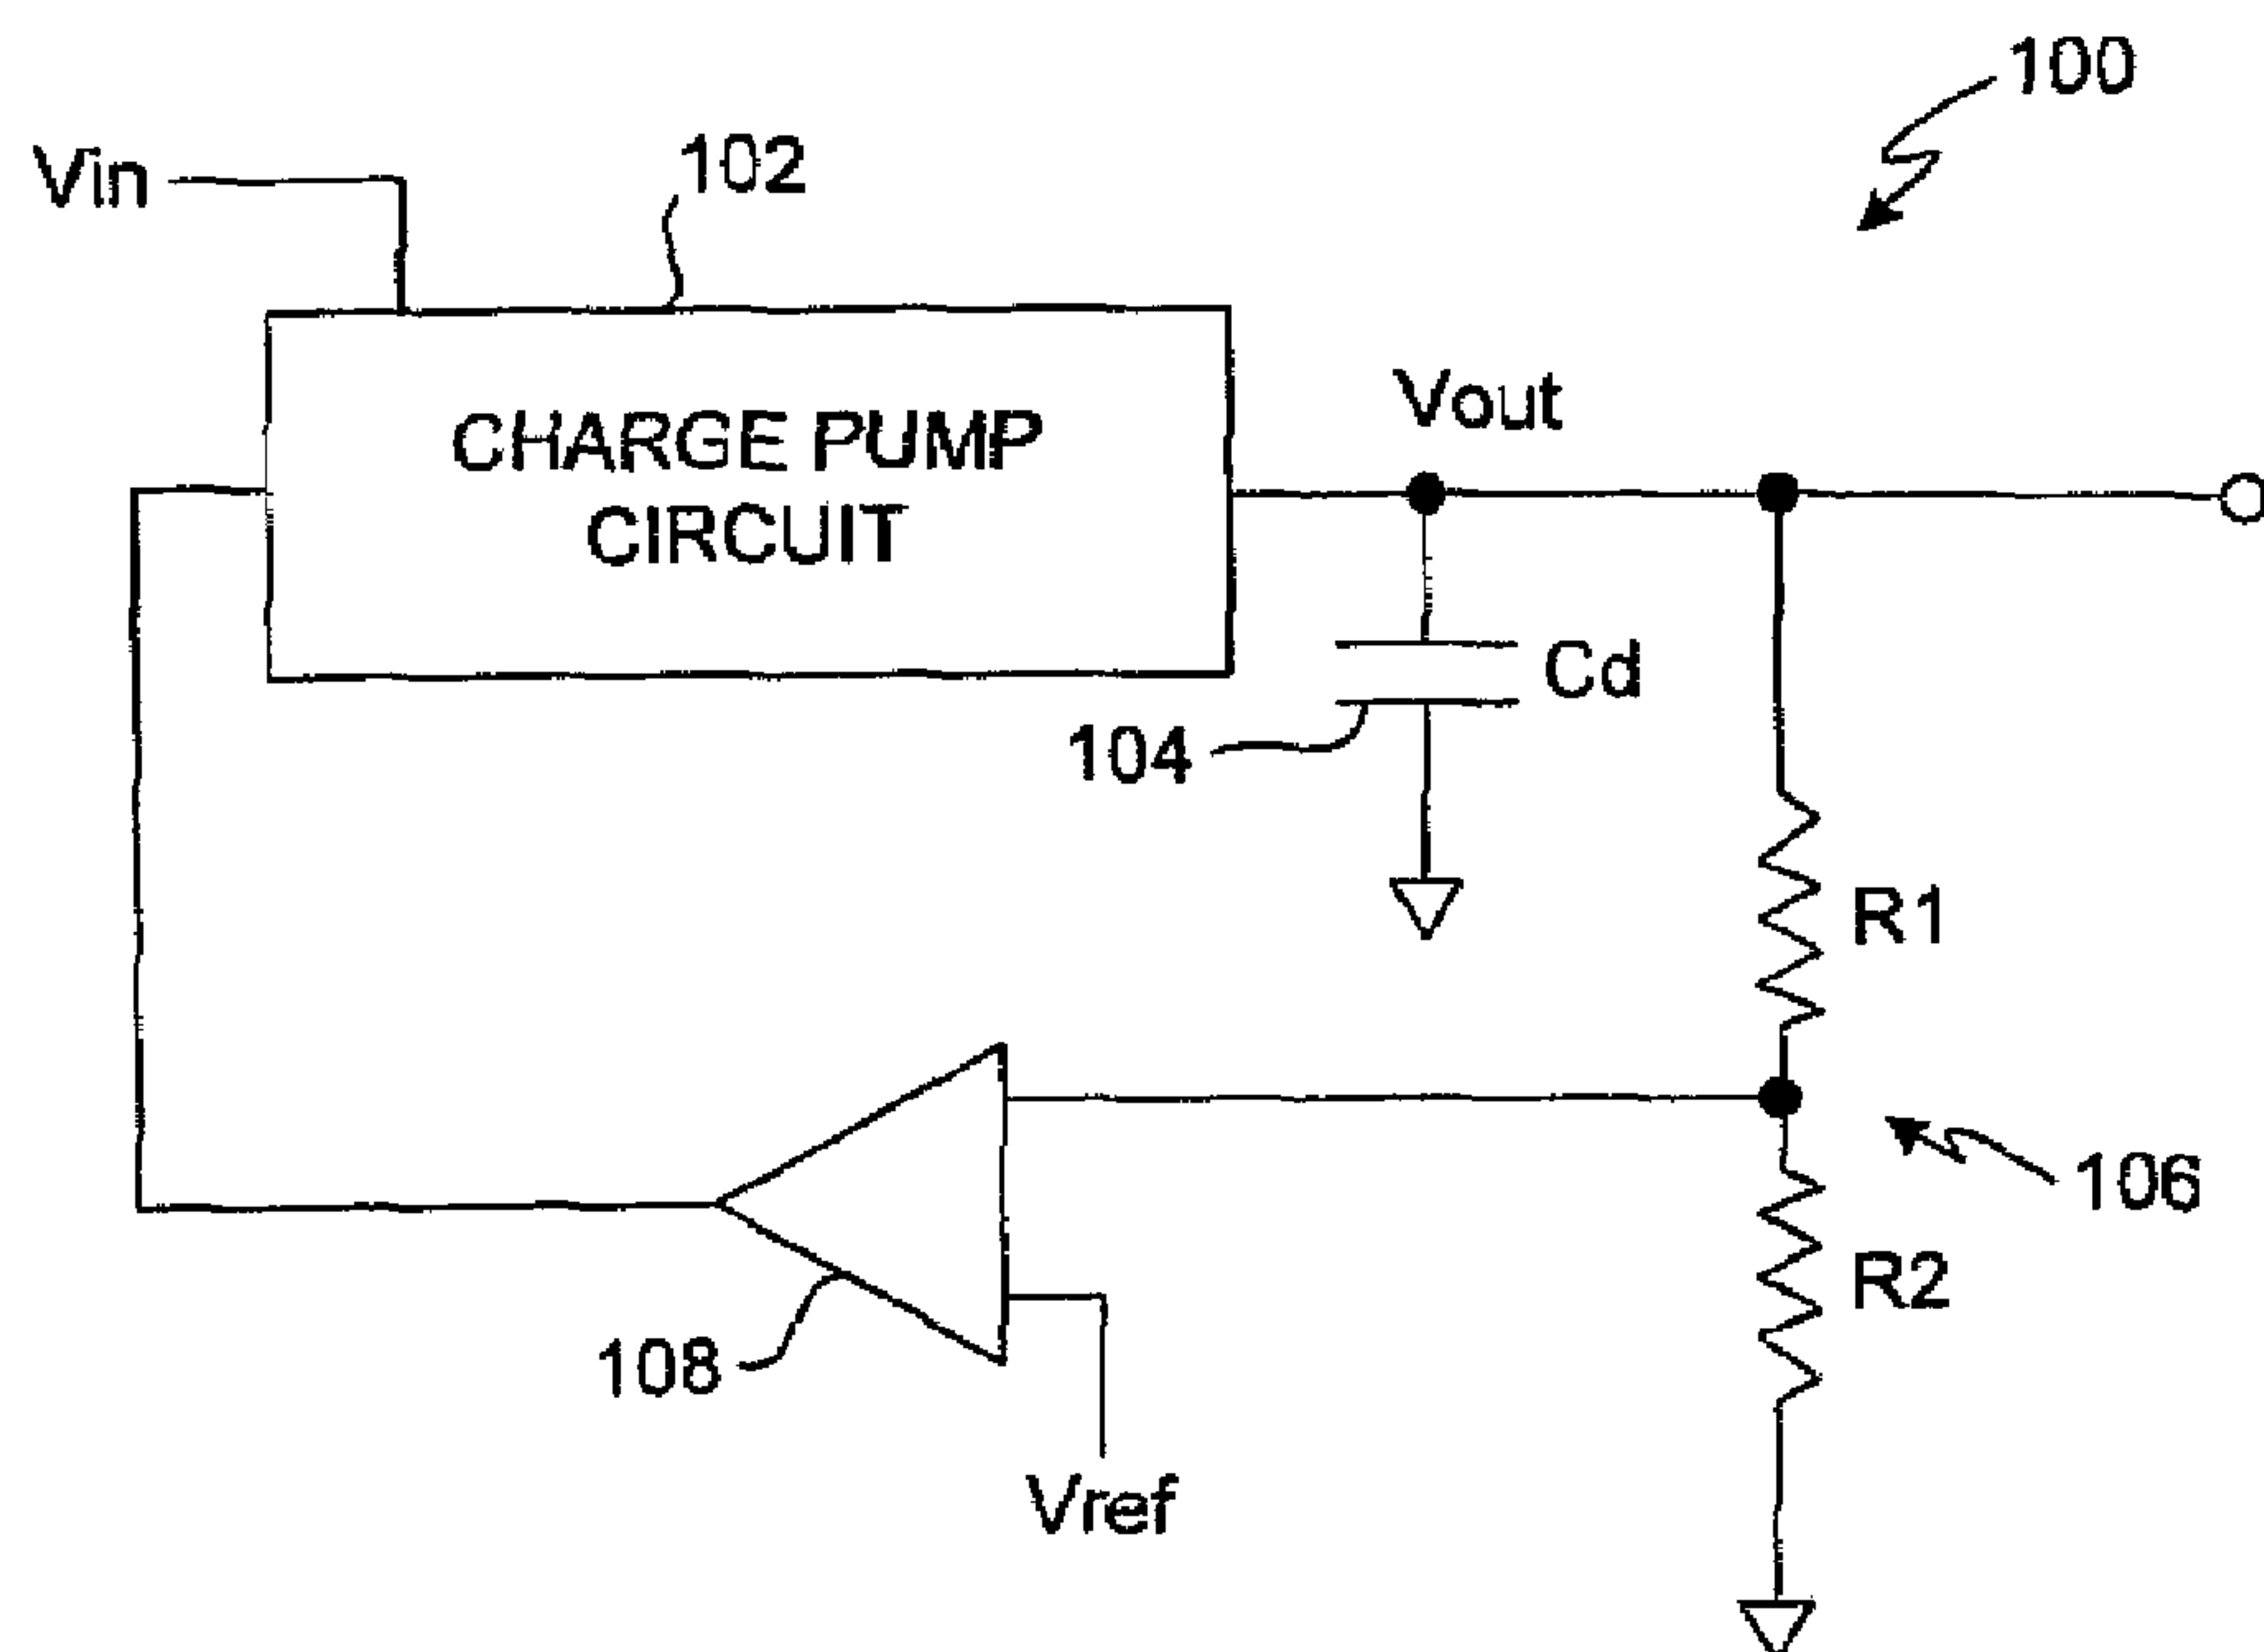 100
Vin
102
CHARGE PUMP
CIRCUIT
Vout
Cd
104
R1
106
R2
108
Vref